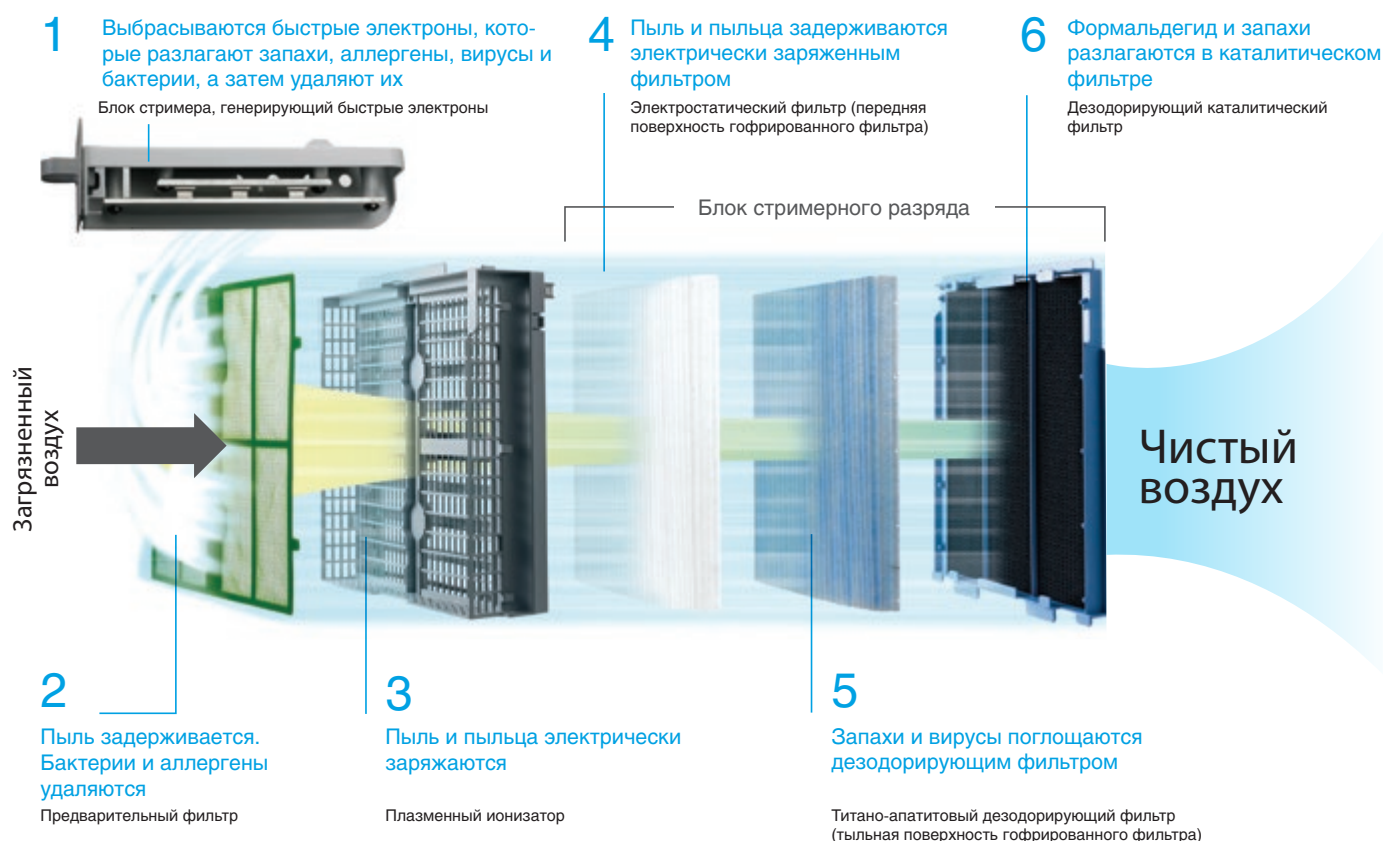 1
Выбрасываются быстрые электроны, кото-
рые разлагают запахи, аллергены, вирусы и
бактерии, а затем удаляют их
Блок стримера, генерирующий быстрые электроны
4
Пыль и пыльца задерживаются
электрически заряженным
фильтром
Электростатический фильтр (передняя
поверхность гофрированного фильтра)
6
Формальдегид и запахи
разлагаются в каталитическом
фильтре
Дезодорирующий каталитический
фильтр
Блок стримерного разряда
Загрязненный
воздух
Чистый
воздух
2
Пыль задерживается.
Бактерии и аллергены
удаляются
Предварительный фильтр
3
Пыль и пыльца электрически
заряжаются
Плазменный ионизатор
5
Запахи и вирусы поглощаются
дезодорирующим фильтром
Титано-апатитовый дезодорирующий фильтр
(тыльная поверхность гофрированного фильтра)